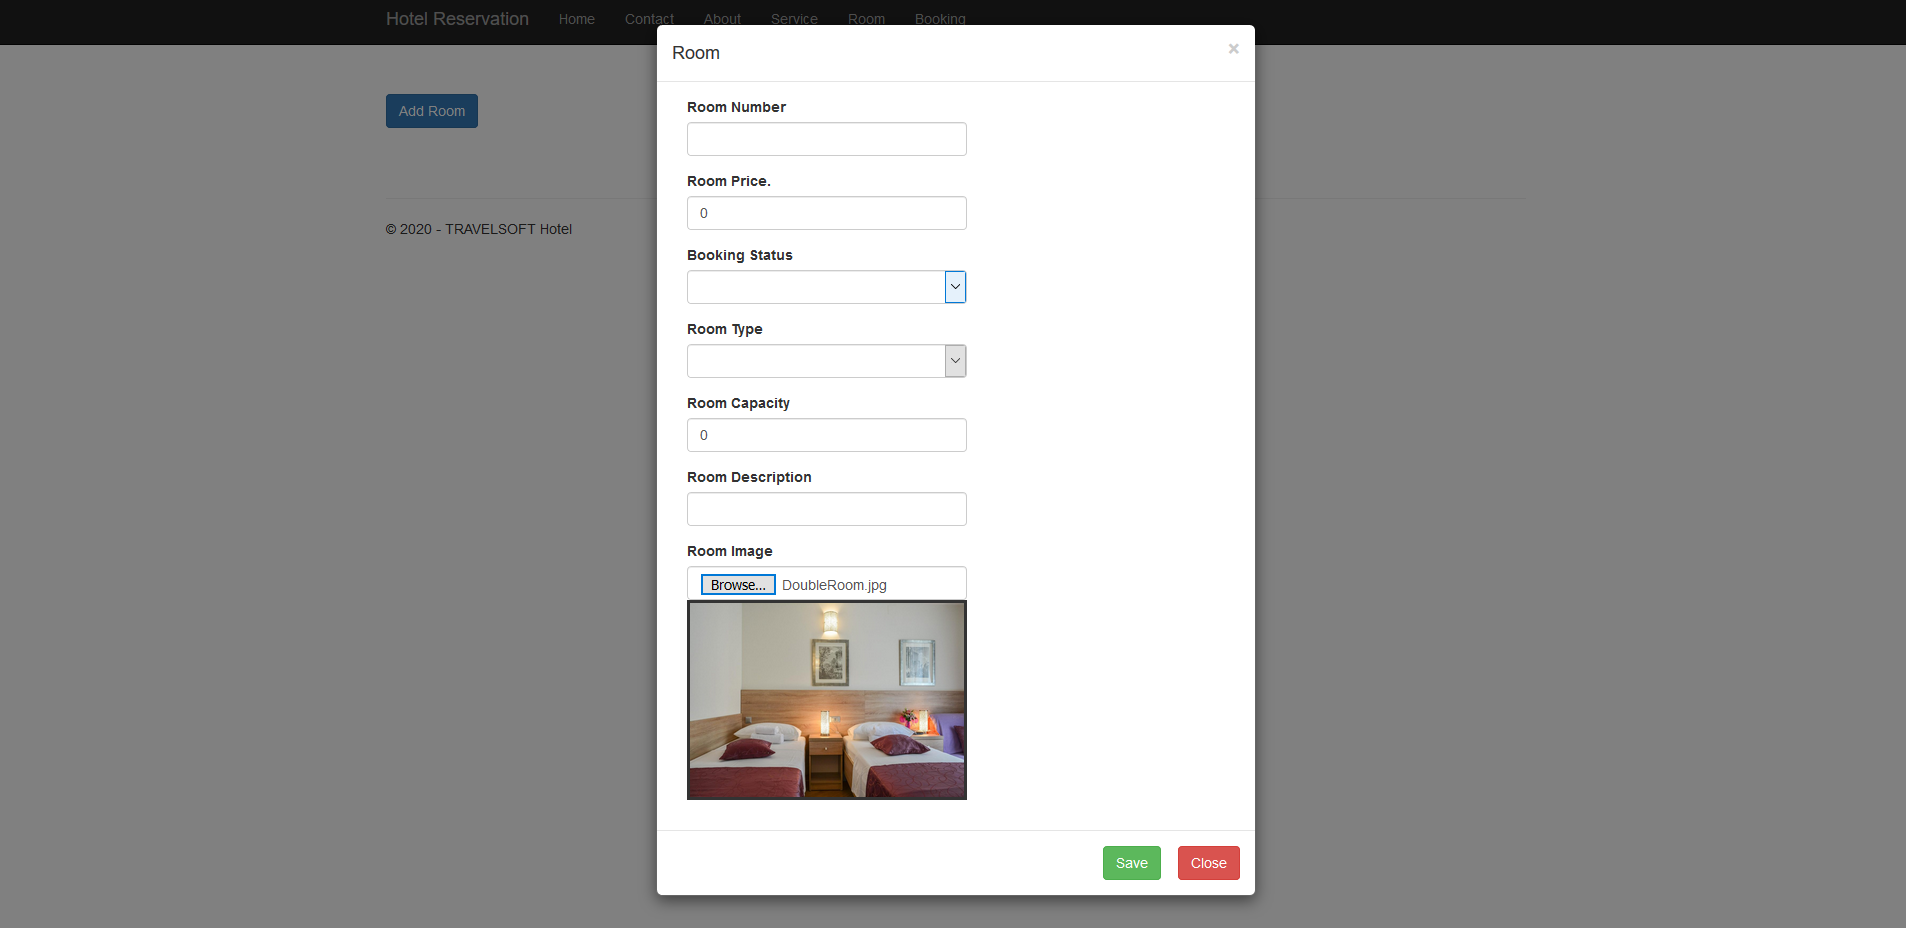 Hotel Reservation Home Contact About Service Room Booking
Room ×
Add Room
Room Number
Room Price.
0
© 2020 - TRAVELSOFT Hotel
Booking Status
Room Type
Room Capacity
0
Room Description
Room Image
Browse... DoubleRoom.jpg
Save Close